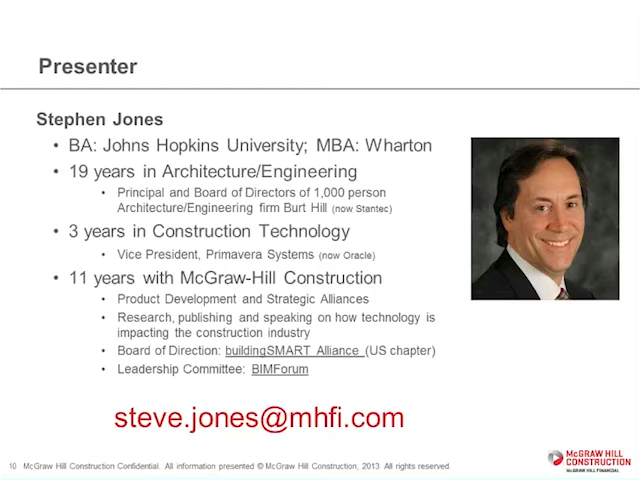 Presenter
Stephen Jones
• BA: Johns Hopkins University; MBA: Wharton
• 19 years in Architecture/Engineering
• Principal and Board of Directors of 1,000 person
Architecture/Engineering firm Burt Hill (now Stantec)
• 3 years in Construction Technology
• Vice President, Primavera Systems (now Oracle)
• 11 years with McGraw-Hill Construction
• Product Development and Strategic Alliances
• Research, publishing and speaking on how technology is
impacting the construction industry
• Board of Direction: buildingSMART Alliance (US chapter)
• Leadership Committee: BIMForum
steve.jones@mhfi.com
10 McGraw Hill Construction Confidential. All information presented © McGraw Hill Construction, 2013 All rights reserved.
McGRAW HILL
CONSTRUCTION
McGRAW HILL FINANCIAL